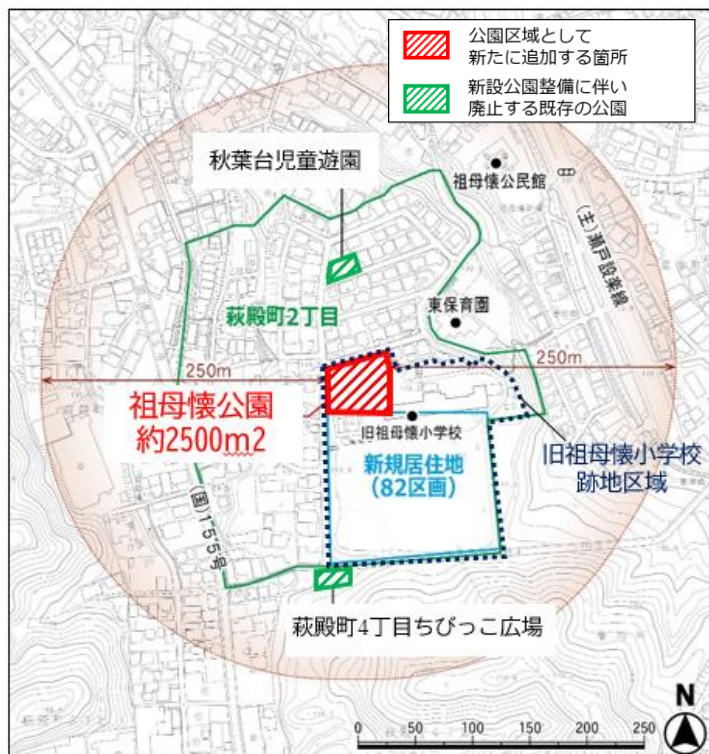 公園区域として
新たに追加する箇所
新設公園整備に伴い
廃止する既存の公園
秋葉台児童遊園
祖母懐公民館
(主)瀬戸設楽線
萩殿町2丁目
東保育園
250m
250m
祖母懐公園
約2500m2
旧祖母懐小学校
新規居住地
(82区画)
旧祖母懐小学校
跡地区域
(国)155号
萩殿町4丁目ちびっこ広場
N
0 50 100 150 200 250